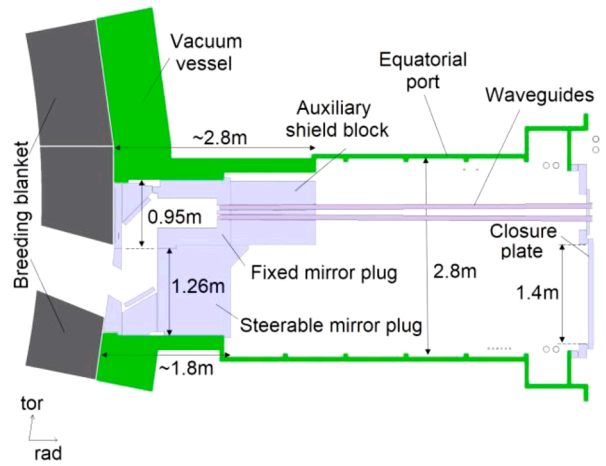 Vacuum
vessel
Equatorial
port
Waveguides
Auxiliary
shield block
~2.8m
Breeding blanket
0.95m
Closure
plate
Fixed mirror plug
2.8m
1.26m
1.4m
Steerable mirror plug
~1.8m
tor
rad